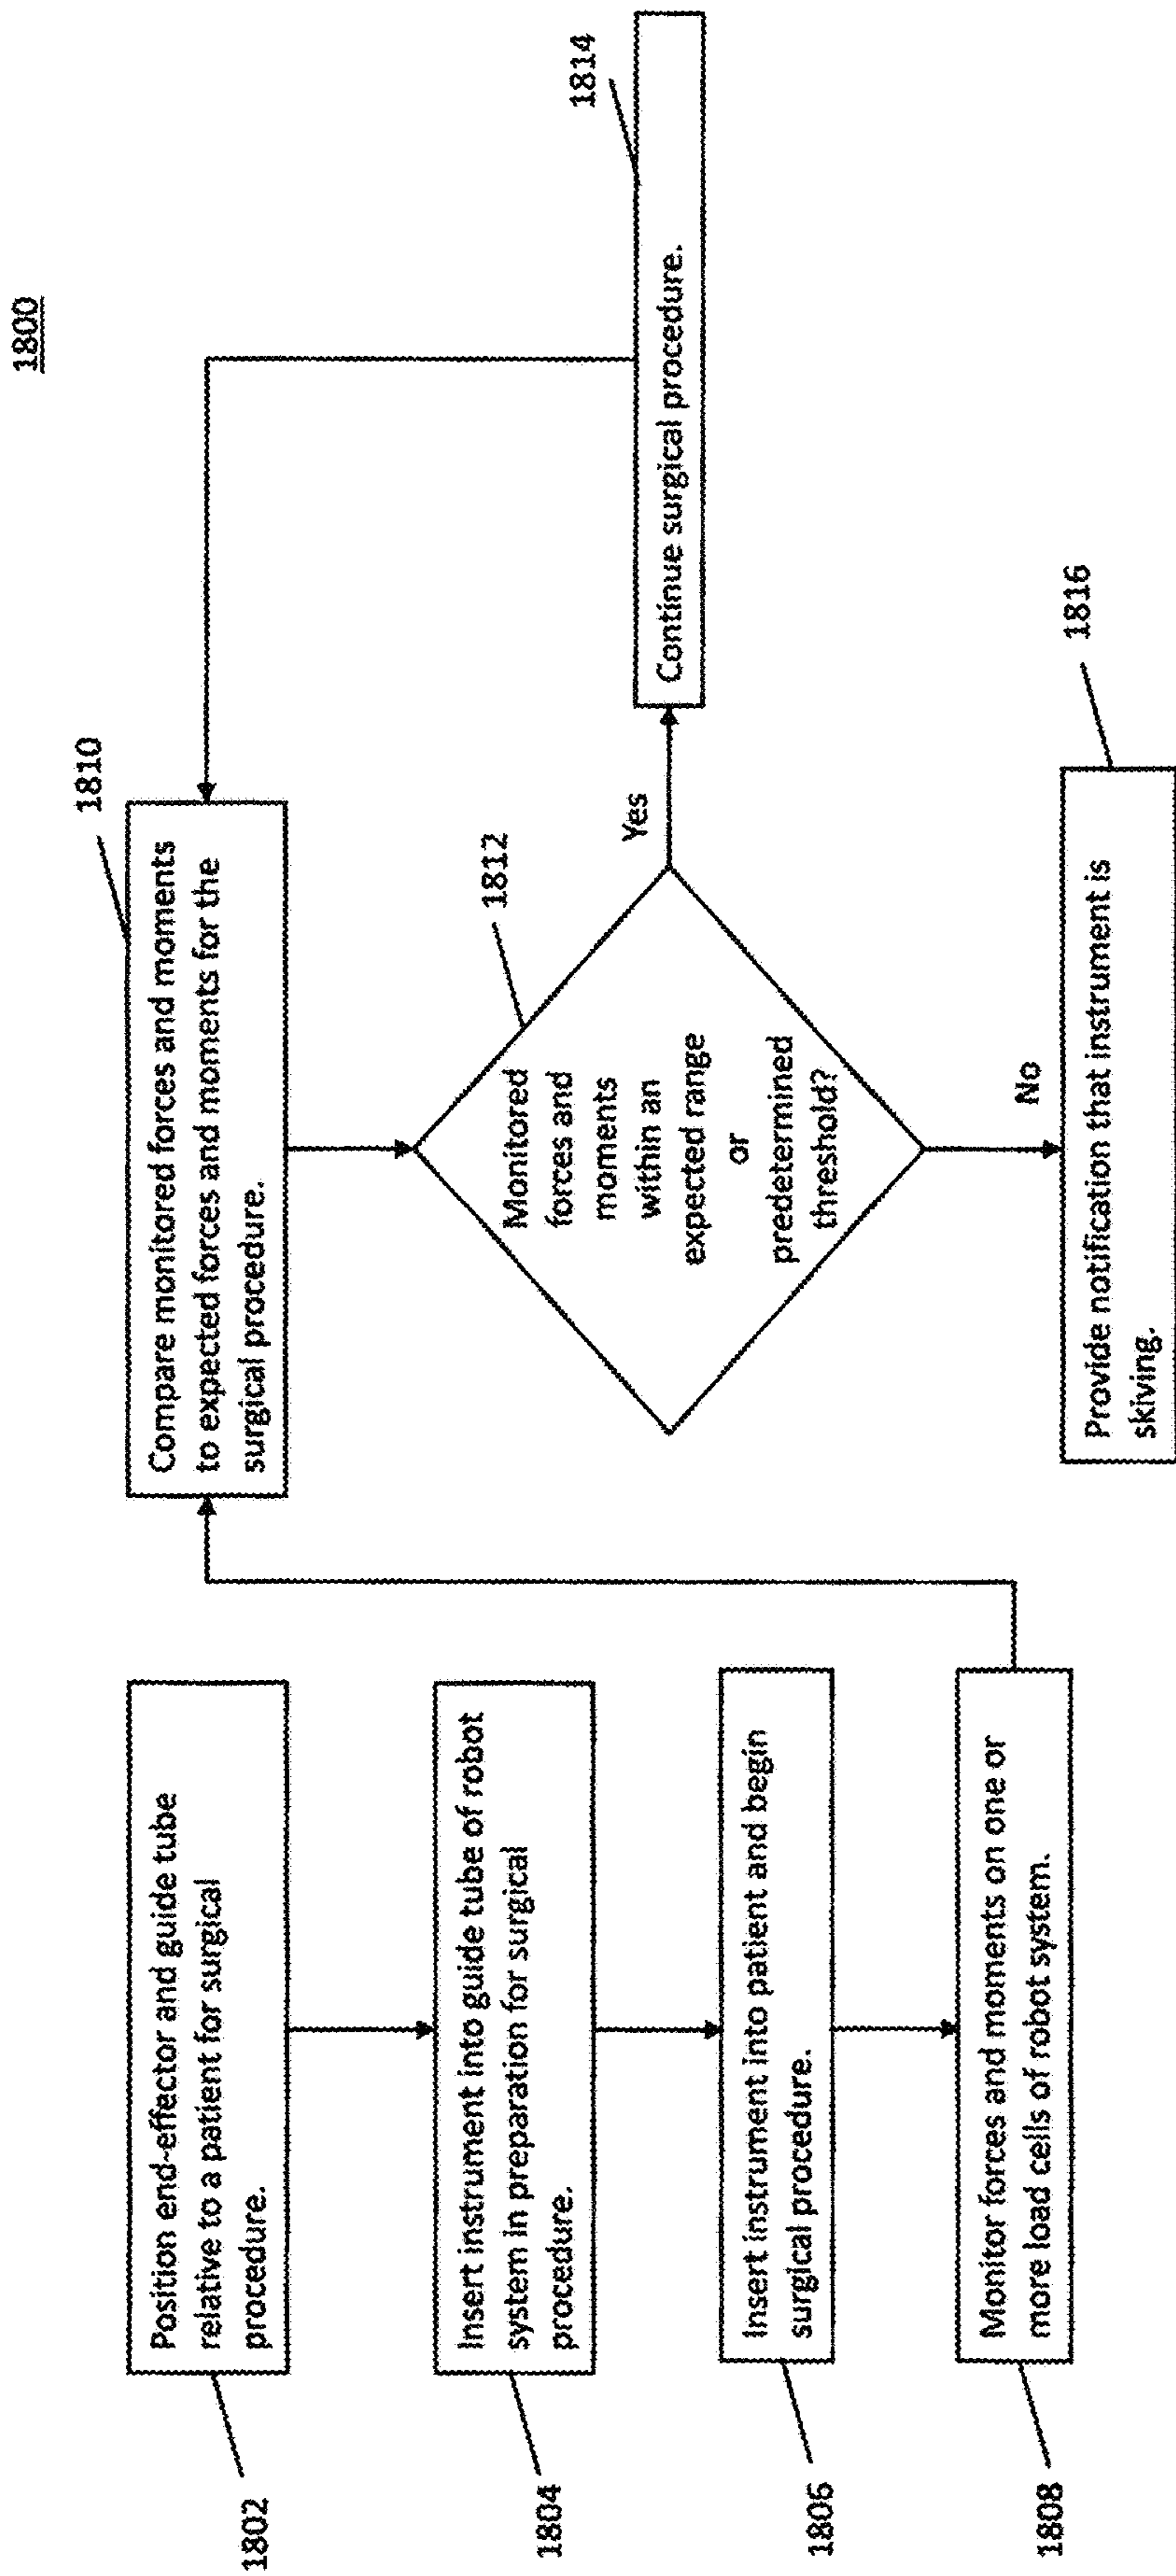 1800
1802
Position end-effector and guide tube
relative to a patient for surgical
procedure.
1804
Insert instrument into guide tube of robot
system in preparation for surgical
procedure.
1806
Insert instrument into patient and begin
surgical procedure.
1808
Monitor forces and moments on one or
more load cells of robot system.
1810
Compare monitored forces and moments
to expected forces and moments for the
surgical procedure.
1812
Monitored
forces and
moments
within an
expected range
or
predetermined
threshold?
Yes
1814
Continue surgical procedure.
No
1816
Provide notification that instrument is
skiving.